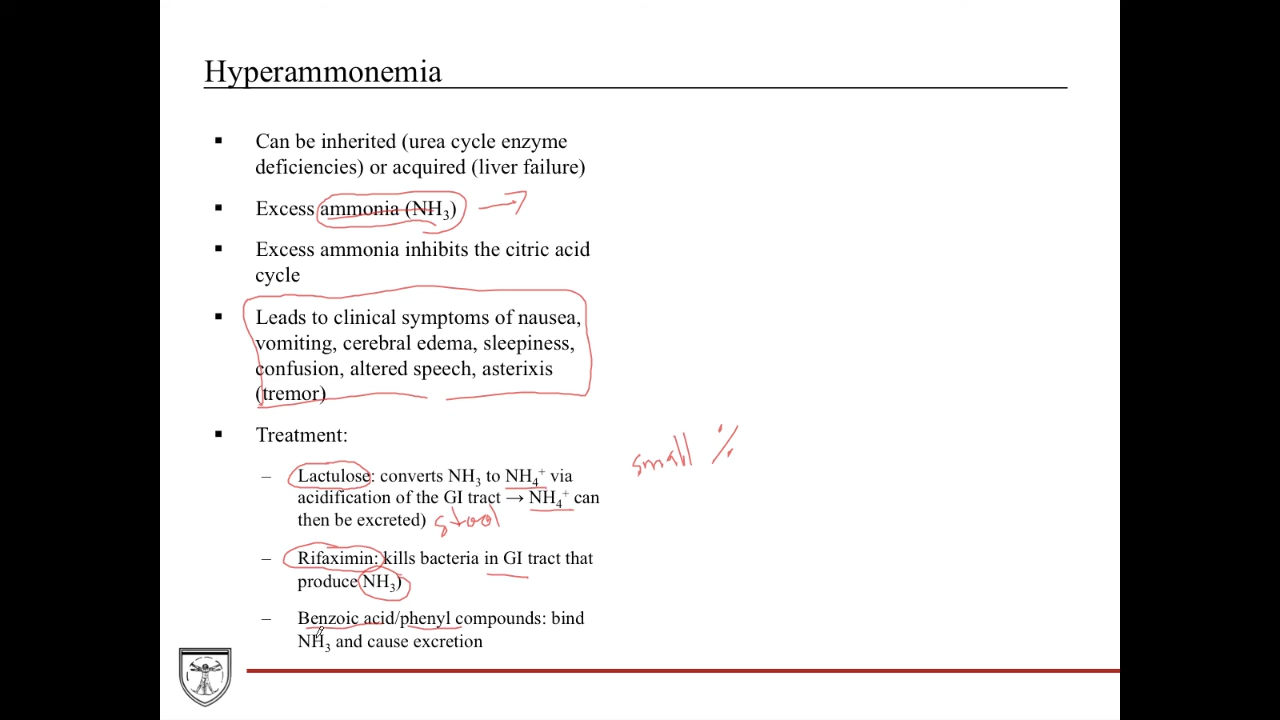 Hyperammonemia
▪ Can be inherited (urea cycle enzyme
deficiencies) or acquired (liver failure)
▪ Excess ammonia (NH₃)
▪ Excess ammonia inhibits the citric acid
cycle
▪ Leads to clinical symptoms of nausea,
vomiting, cerebral edema, sleepiness,
confusion, altered speech, asterixis
(tremor)
▪ Treatment:
small %
– Lactulose: converts NH₃ to NH₄⁺ via
acidification of the GI tract → NH₄⁺ can
then be excreted) stool
– Rifaximin: kills bacteria in GI tract that
produce NH₃)
– Benzoic acid/phenyl compounds: bind
NH₃ and cause excretion